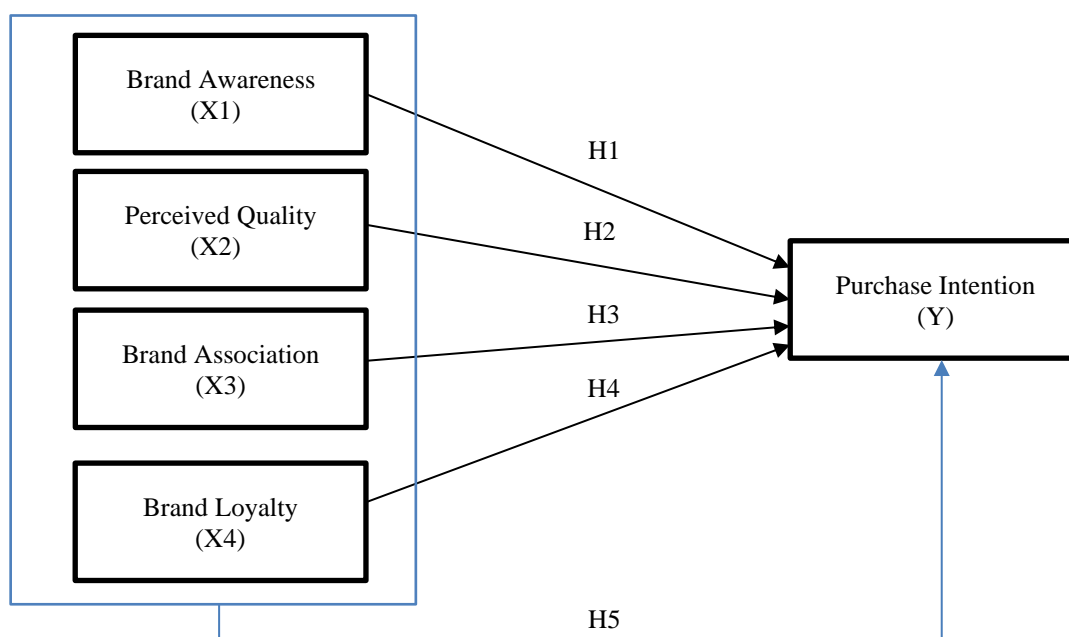 Brand Awareness
(X1)
H1
Perceived Quality
(X2)
H2
Purchase Intention
(Y)
Brand Association
(X3)
H3
H4
Brand Loyalty
(X4)
H5